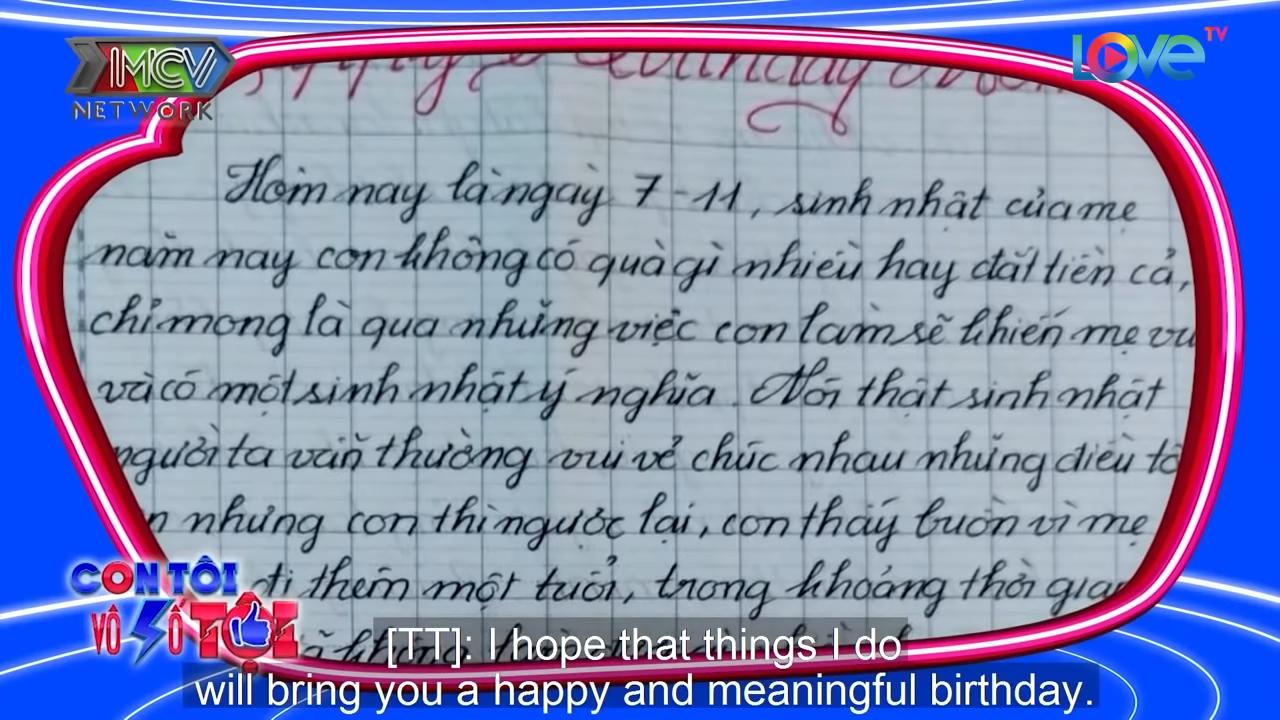 MCV
NETWORK
LOVE TV
Hôm nay là ngày 7-11, sinh nhật của mẹ
năm nay con không có quà gì nhiều hay đắt tiền cả,
chỉ mong là qua những việc con làm sẽ khiến mẹ vu
và có một sinh nhật ý nghĩa. Nói thật sinh nhật
người ta vẫn thường vui vẻ chúc nhau những điều tố
n nhưng con thì ngược lại, con thấy buồn vì mẹ
đi thêm một tuổi, trong khoảng thời gian
CON TÔI
VÔ SỐ TỘI
[TT]: I hope that things I do
will bring you a happy and meaningful birthday.